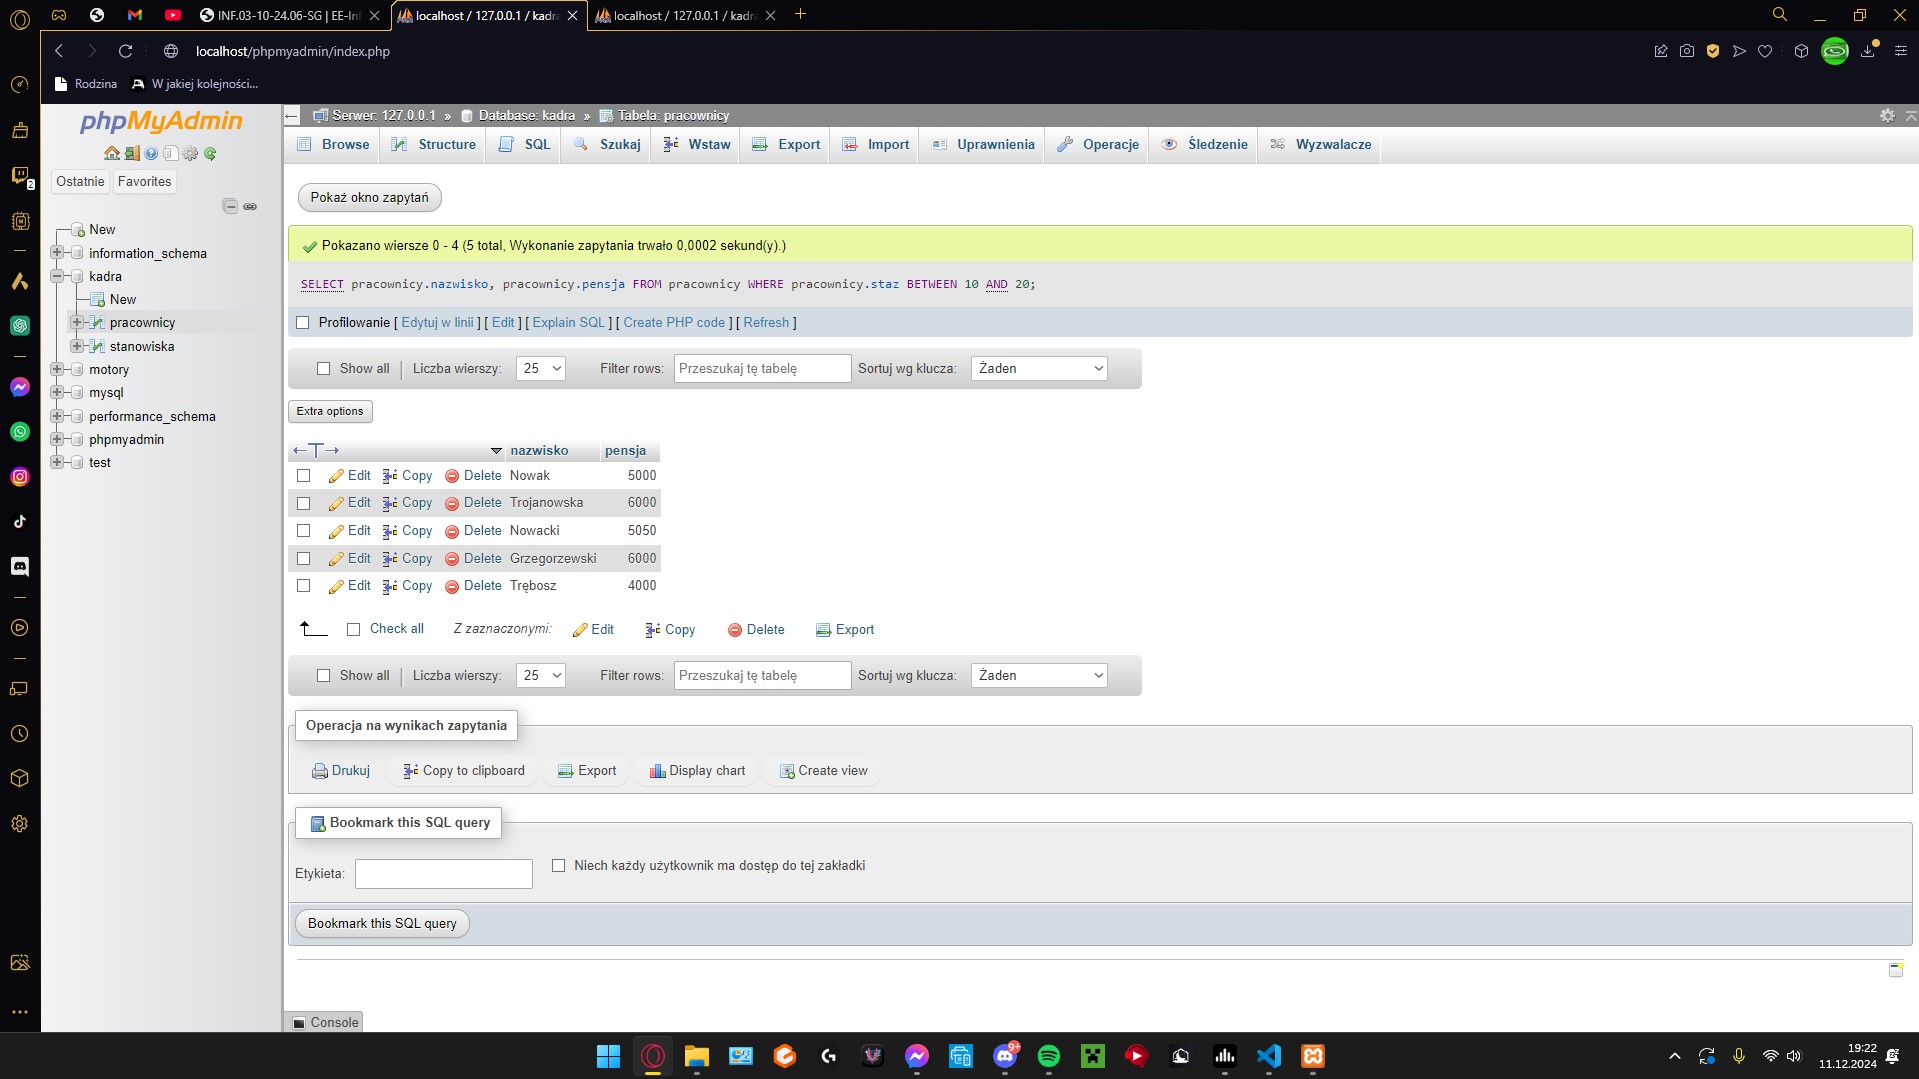 INF.03-10-24.06-SG | EE-Inf
localhost / 127.0.0.1 / kadra
localhost / 127.0.0.1 / kadra
localhost/phpmyadmin/index.php
Rodzina
W jakiej kolejności...
phpMyAdmin
Ostatnie
Favorites
New
information_schema
kadra
New
pracownicy
stanowiska
motory
mysql
performance_schema
phpmyadmin
test
2
Serwer: 127.0.0.1 » Database: kadra » Tabela: pracownicy
Browse Structure SQL Szukaj Wstaw Export Import Uprawnienia Operacje Śledzenie Wyzwalacze
Pokaż okno zapytań
Pokazano wiersze 0 - 4 (5 total, Wykonanie zapytania trwało 0,0002 sekund(y).)
SELECT pracownicy.nazwisko, pracownicy.pensja FROM pracownicy WHERE pracownicy.staz BETWEEN 10 AND 20;
Profilowanie [ Edytuj w linii ] [ Edit ] [ Explain SQL ] [ Create PHP code ] [ Refresh ]
Show all | Liczba wierszy: 25 Filter rows: Przeszukaj tę tabelę Sortuj wg klucza: Żaden
Extra options
←T→ nazwisko pensja
Edit Copy Delete Nowak 5000
Edit Copy Delete Trojanowska 6000
Edit Copy Delete Nowacki 5050
Edit Copy Delete Grzegorzewski 6000
Edit Copy Delete Trębosz 4000
Check all Z zaznaczonymi: Edit Copy Delete Export
Show all | Liczba wierszy: 25 Filter rows: Przeszukaj tę tabelę Sortuj wg klucza: Żaden
Operacja na wynikach zapytania
Drukuj Copy to clipboard Export Display chart Create view
Bookmark this SQL query
Etykieta: Niech każdy użytkownik ma dostęp do tej zakładki
Bookmark this SQL query
Console
9+
19:22
11.12.2024